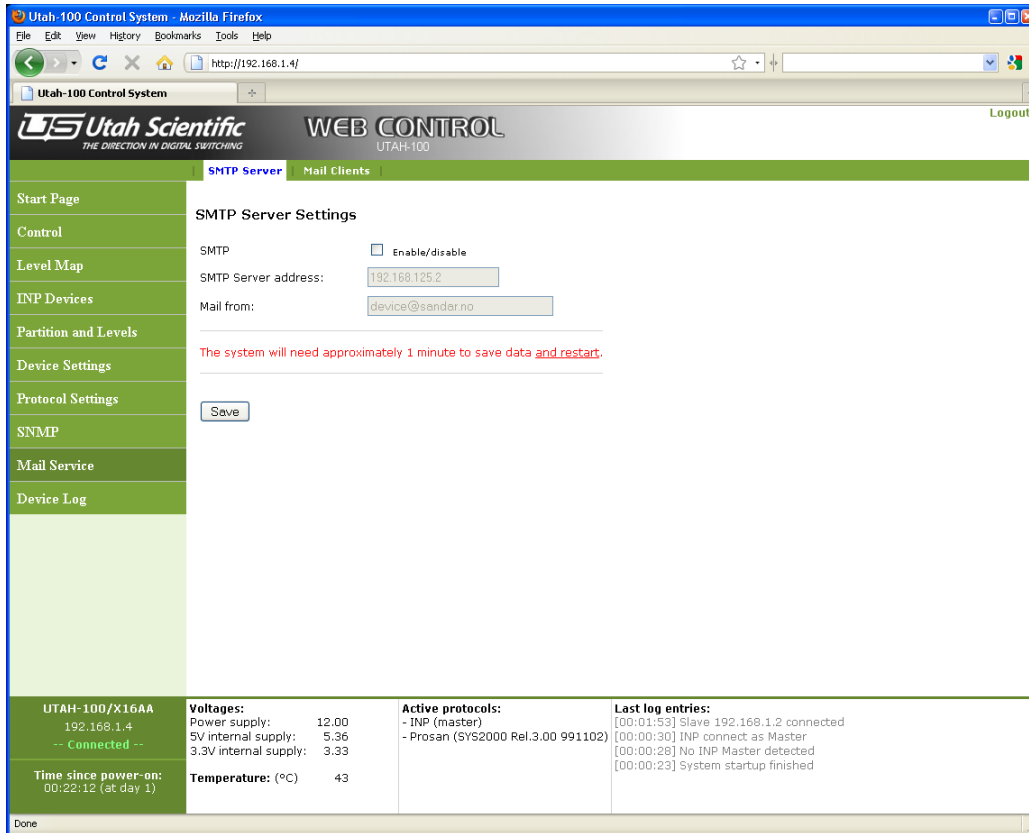 Utah-100 Control System - Mozilla Firefox
File Edit View History Bookmarks Tools Help
http://192.168.1.4/
Utah-100 Control System
US Utah Scientific
THE DIRECTION IN DIGITAL SWITCHING
WEB CONTROL
UTAH-100
Logout
SMTP Server | Mail Clients |
Start Page
Control
Level Map
INP Devices
Partition and Levels
Device Settings
Protocol Settings
SNMP
Mail Service
Device Log
SMTP Server Settings
SMTP Enable/disable
SMTP Server address: 192.168.125.2
Mail from: device@sandar.no
The system will need approximately 1 minute to save data and restart.
Save
UTAH-100/X16AA
192.168.1.4
-- Connected --
Time since power-on:
00:22:12 (at day 1)
Voltages:
Power supply: 12.00
5V internal supply: 5.36
3.3V internal supply: 3.33
Temperature: (°C) 43
Active protocols:
- INP (master)
- Prosan (SYS2000 Rel.3.00 991102)
Last log entries:
[00:01:53] Slave 192.168.1.2 connected
[00:00:30] INP connect as Master
[00:00:28] No INP Master detected
[00:00:23] System startup finished
Done